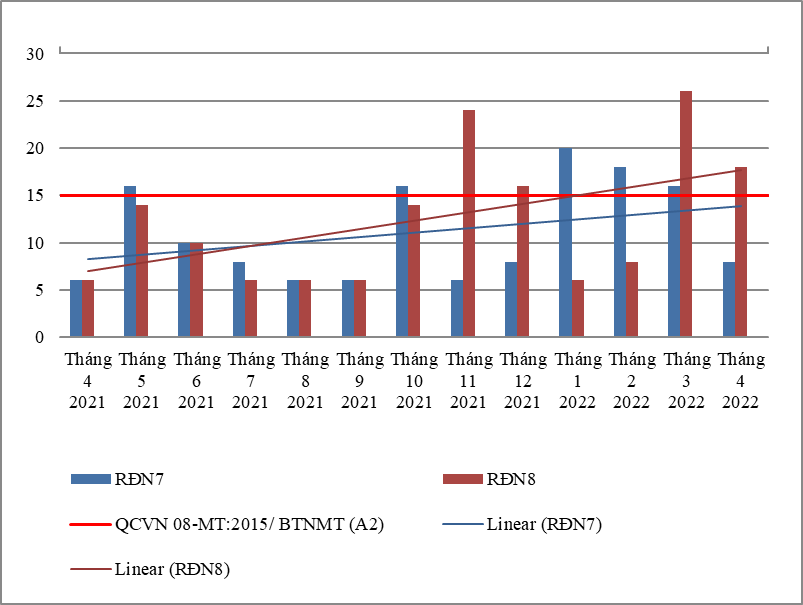 30
25
20
15
10
5
0
Tháng Tháng Tháng Tháng Tháng Tháng Tháng Tháng Tháng Tháng Tháng Tháng Tháng
4 5 6 7 8 9 10 11 12 1 2 3 4
2021 2021 2021 2021 2021 2021 2021 2021 2021 2022 2022 2022 2022
RĐN7 RĐN8
QCVN 08-MT:2015/ BTNMT (A2) Linear (RĐN7)
Linear (RĐN8)